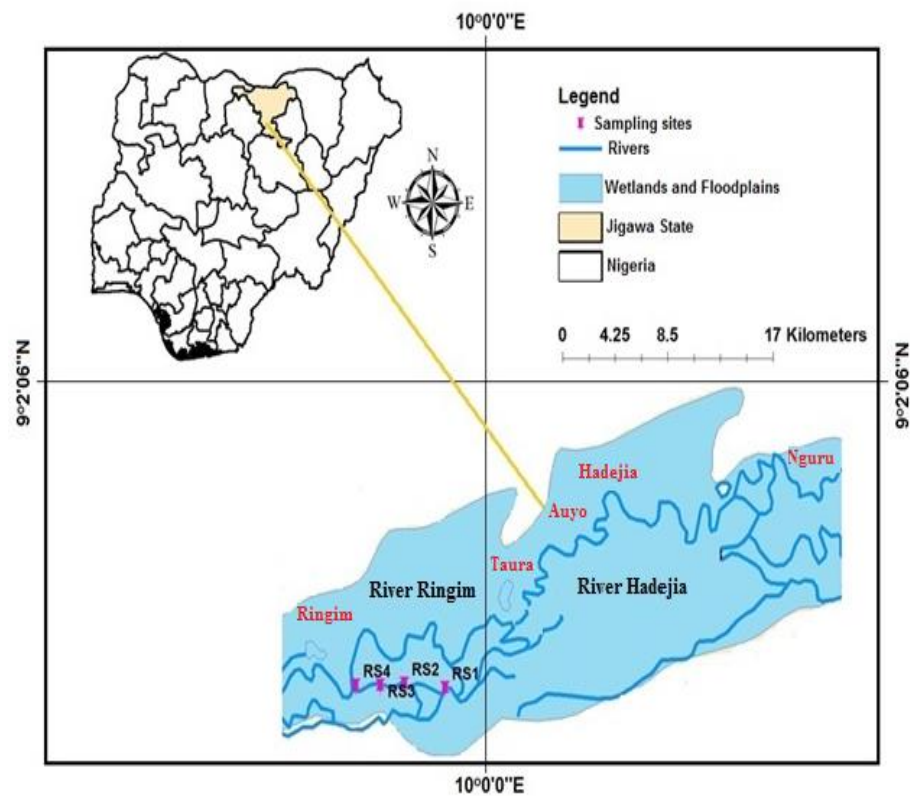 10°0'0"E
N
W E
S
Legend
Sampling sites
Rivers
Wetlands and Floodplains
Jigawa State
Nigeria
0 4.25 8.5 17 Kilometers
9°2'.06"N
9°2'.06"N
Hadejia
Nguru
Auyo
Taura
River Ringim
River Hadejia
Ringim
RS4
RS2
RS1
RS3
10°0'0"E